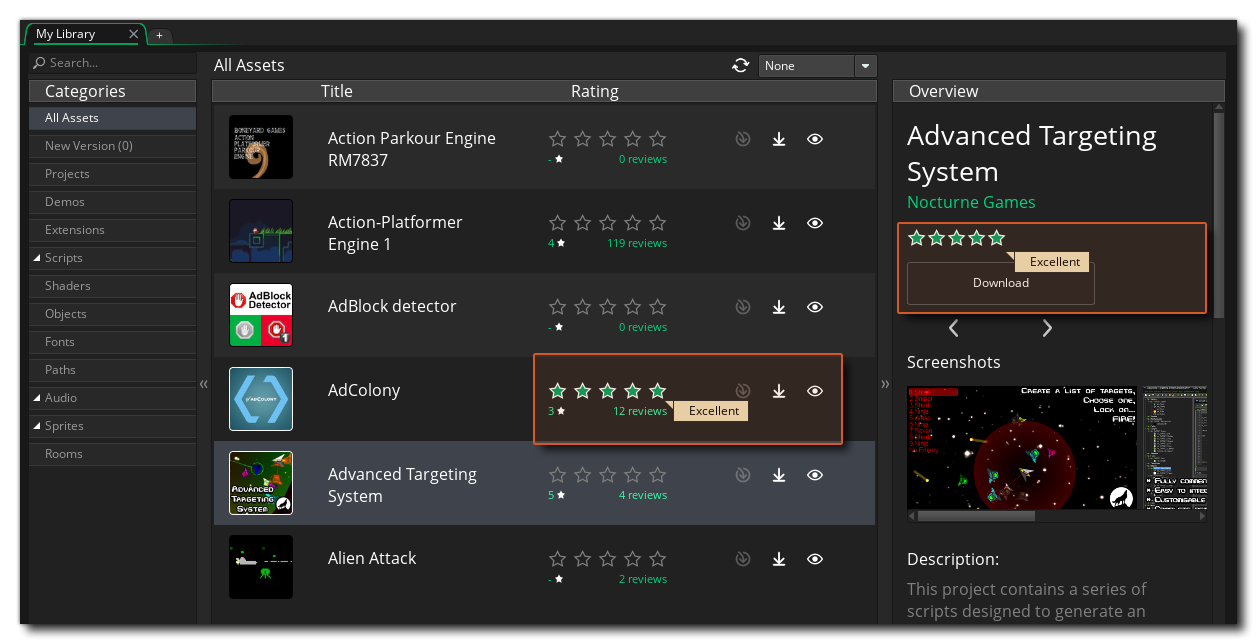 My Library
+
Search...
All Assets
None
Categories
Title
Rating
Overview
All Assets
New Version (0)
Projects
Demos
Extensions
Scripts
Shaders
Objects
Fonts
Paths
Audio
Sprites
Rooms
BONEYARD GAMES
ACTION
PLATFORMER
PARKOUR
ENGINE
Action Parkour Engine
RM7837
-
0 reviews
Action-Platformer
Engine 1
4
119 reviews
AdBlock
Detector
1
AdBlock detector
-
0 reviews
ADCOLONY
AdColony
3
12 reviews
Excellent
Advanced
Targeting
System
Advanced Targeting
System
5
4 reviews
Alien Attack
-
2 reviews
Advanced Targeting
System
Nocturne Games
Excellent
Download
Screenshots
Create a list of targets,
Choose one,
Lock on...
FIRE!
Fully commen
Easy to integ
Customisable
Description:
This project contains a series of
scripts designed to generate an